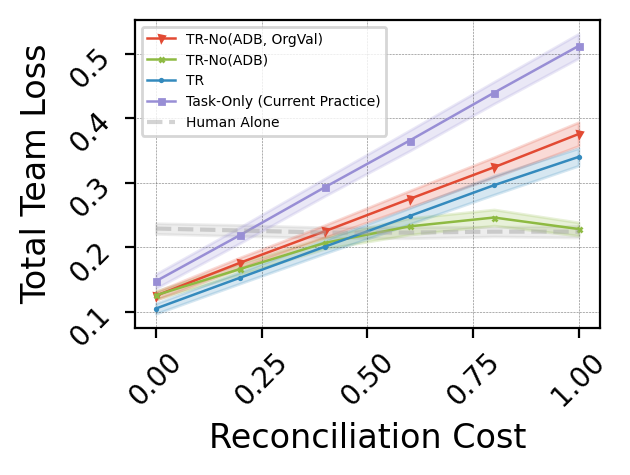 TR-No(ADB, OrgVal)
TR-No(ADB)
TR
Task-Only (Current Practice)
Human Alone
Total Team Loss
0.5
0.4
0.3
0.2
0.1
0.00
0.25
0.50
0.75
1.00
Reconciliation Cost